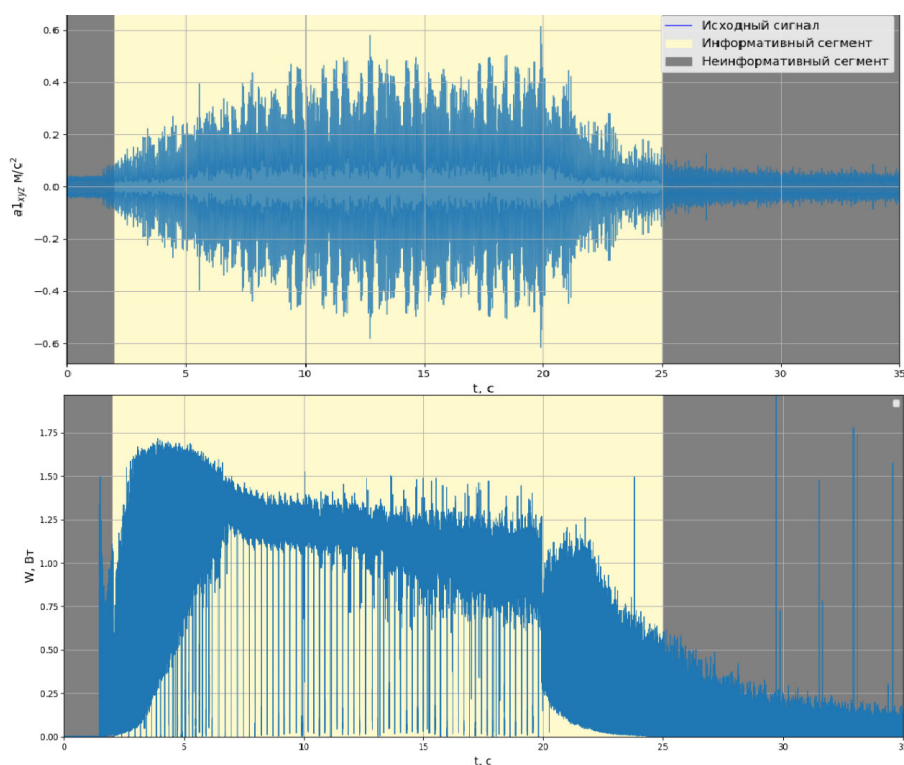 0.6
0.4
0.2
0.0
−0.2
−0.4
−0.6
a1xyz м/с²
Исходный сигнал
Информативный сегмент
Неинформативный сегмент
0 5 10 15 20 25 30 35
t, с
1.75
1.50
1.25
1.00
0.75
0.50
0.25
0.00
W, Вт
0 5 10 15 20 25 30 35
t, с